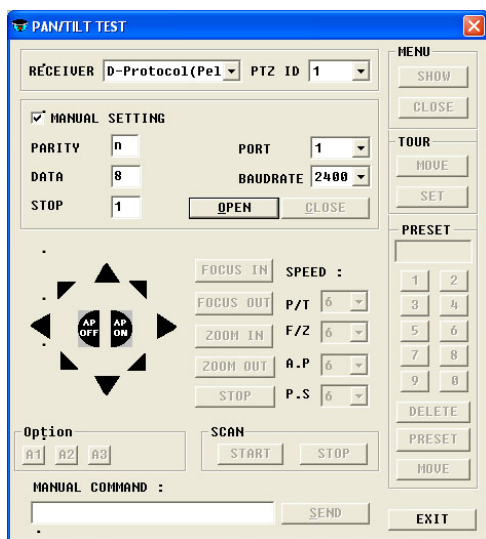 PAN/TILT TEST
RECEIVER D-Protocol(Pel PTZ ID 1
MANUAL SETTING
PARITY n PORT 1
DATA 8 BAUDRATE 2400
STOP 1 OPEN CLOSE
MENU
SHOW
CLOSE
TOUR
MOVE
SET
AP OFF AP ON
FOCUS IN SPEED :
FOCUS OUT P/T 6
ZOOM IN F/Z 6
ZOOM OUT A.P 6
STOP P.S 6
PRESET
1 2
3 4
5 6
7 8
9 0
DELETE
PRESET
MOVE
Option
A1 A2 A3
SCAN
START STOP
MANUAL COMMAND :
SEND
EXIT